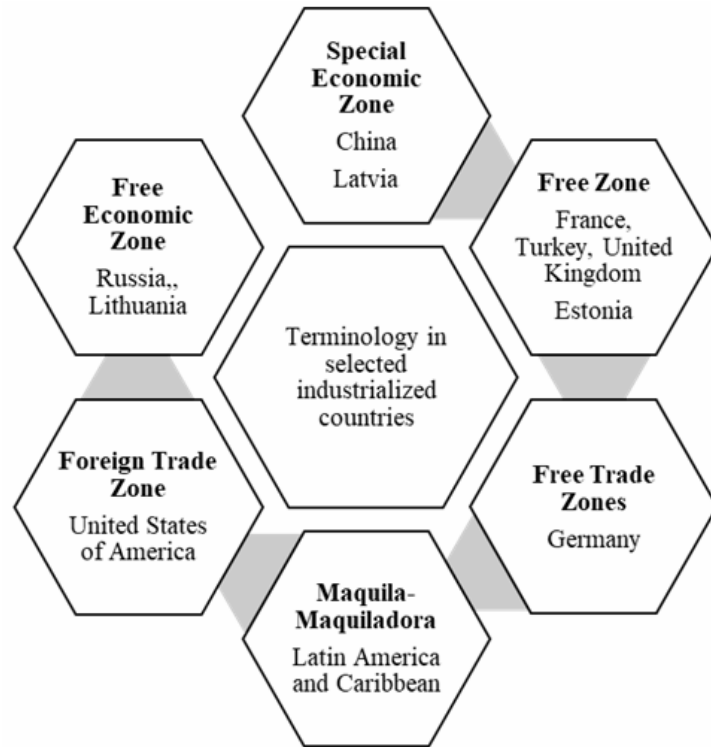 Special
Economic
Zone
China
Latvia
Free Zone
France,
Turkey, United
Kingdom
Estonia
Free Trade
Zones
Germany
Maquila-
Maquiladora
Latin America
and Caribbean
Foreign Trade
Zone
United States
of America
Free
Economic
Zone
Russia,,
Lithuania
Terminology in
selected
industrialized
countries